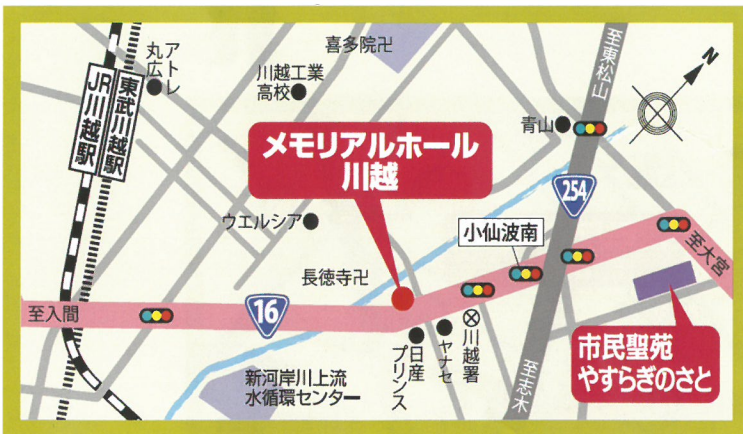 アトレ
丸広
喜多院卍
川越工業
高校
至東松山
N
東武川越駅
JR川越駅
青山
メモリアルホール
川越
254
ウエルシア
小仙波南
長徳寺卍
至大宮
至入間
16
川越署
ヤナセ
日産
プリンス
新河岸川上流
水循環センター
至志木
市民聖苑
やすらぎのさと